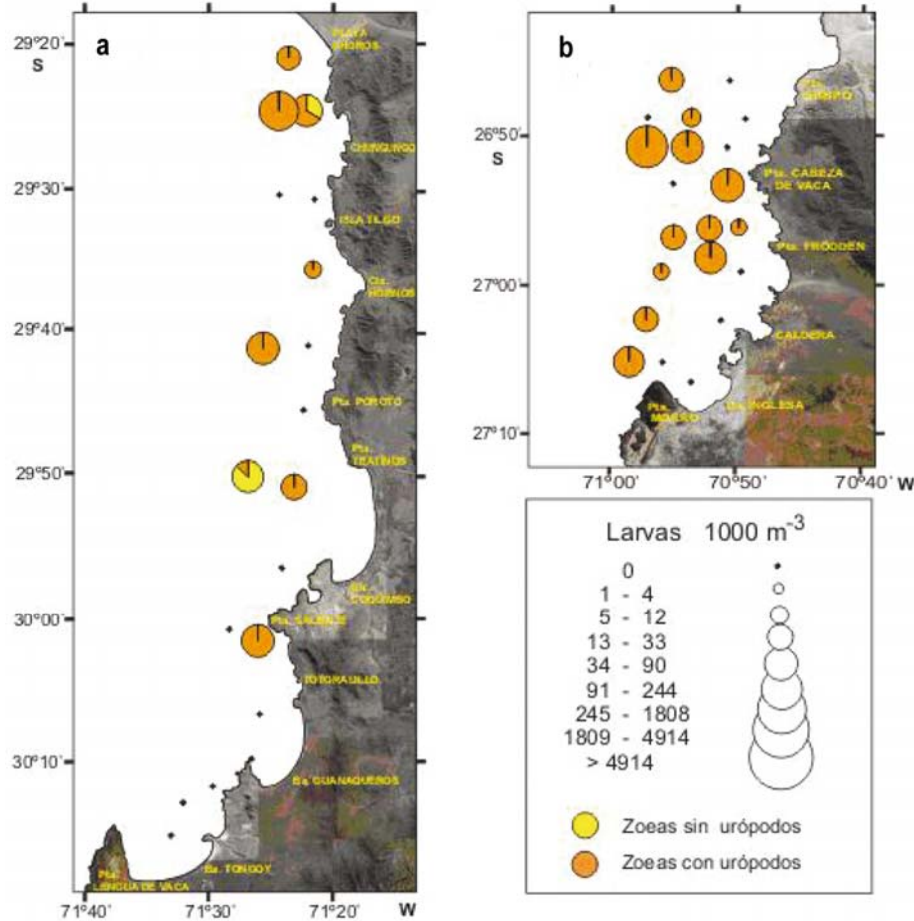 a
29°20'
S
29°30'
29°40'
29°50'
30°00'
30°10'
71°40'
71°30'
71°20'
W
PLAYA
CHOROS
CHUNGUNGO
ISLA TILGO
HORNOS
Pta. POROTO
Pta.
TEATINOS
COQUIMBO
Pta. SALIENTE
TOTORALILLO
Ba. GUANAQUEROS
Ba. TONGOY
Pta.
LENGUA DE VACA
b
26°50'
S
27°00'
27°10'
71°00'
70°50'
70°40'
W
Pta. CABEZA
DE VACA
Pta. FRODDEN
CALDERA
Ba. INGLESA
Pta.
MORRO
Larvas 1000 m⁻³
0
1 - 4
5 - 12
13 - 33
34 - 90
91 - 244
245 - 1808
1809 - 4914
> 4914
Zoeas sin urópodos
Zoeas con urópodos